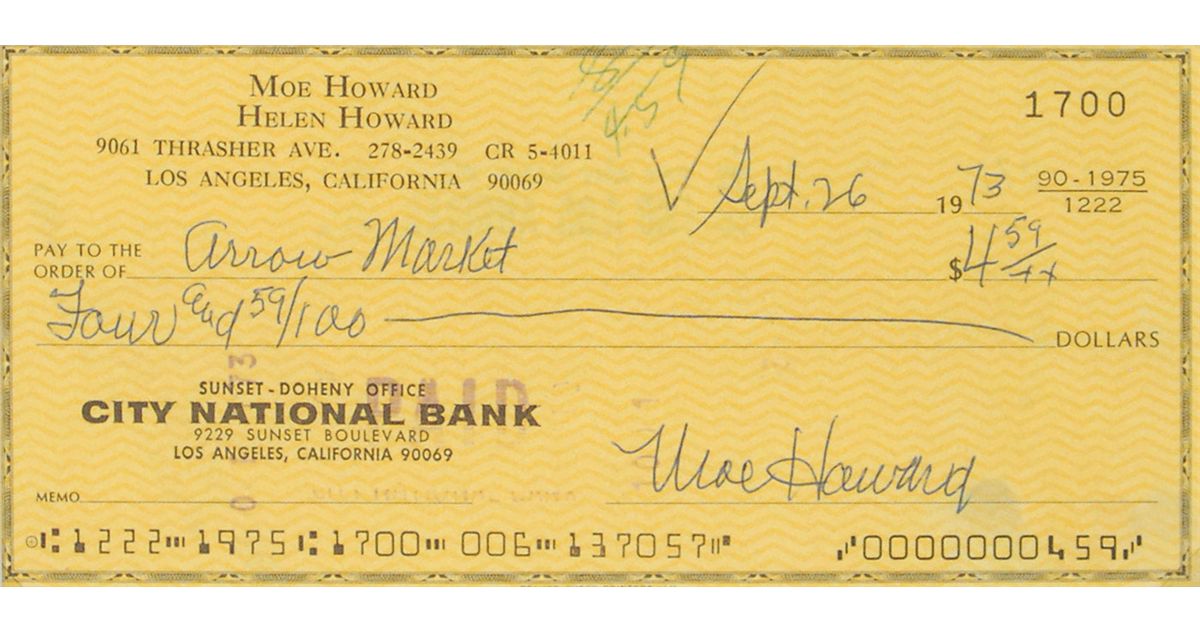 4.59
MOE HOWARD
HELEN HOWARD
9061 THRASHER AVE. 278-2439 CR 5-4011
LOS ANGELES, CALIFORNIA 90069
1700
Sept. 26 1973
90-1975
1222
PAY TO THE
ORDER OF Arrow Market $4 59/xx
Four and 59/100 DOLLARS
PAID
SUNSET-DOHENY OFFICE
CITY NATIONAL BANK
9229 SUNSET BOULEVARD
LOS ANGELES, CALIFORNIA 90069
Moe Howard
MEMO
⑆1222⑉1975⑆1700⑉006⑉137057⑈ ⑇0000000459⑇